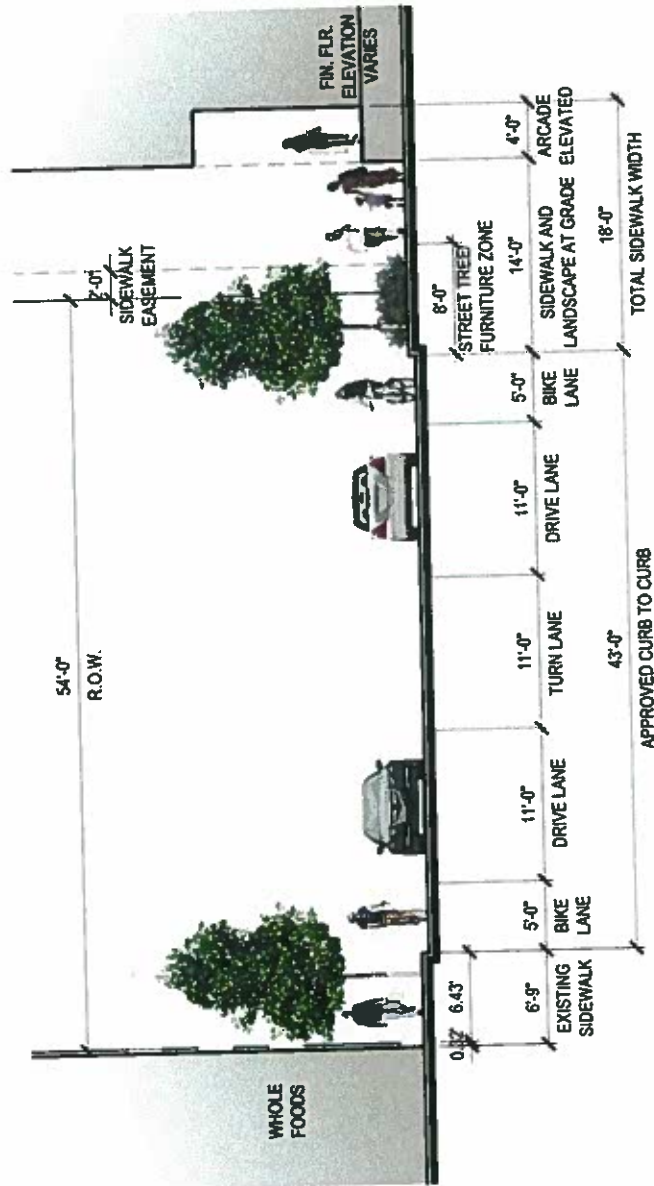 54'-0"
R.O.W.
2'-0"
SIDEWALK
EASEMENT
WHOLE
FOODS
FIN. FLR.
ELEVATION
VARIES
6.43'
8'-0"
STREET TREE/
FURNITURE ZONE
6'-9"
EXISTING
SIDEWALK
5'-0"
BIKE
LANE
11'-0"
DRIVE LANE
11'-0"
TURN LANE
11'-0"
DRIVE LANE
5'-0"
BIKE
LANE
14'-0"
SIDEWALK AND
LANDSCAPE AT GRADE
4'-0"
ARCADE
ELEVATED
43'-0"
APPROVED CURB TO CURB
18'-0"
TOTAL SIDEWALK WIDTH